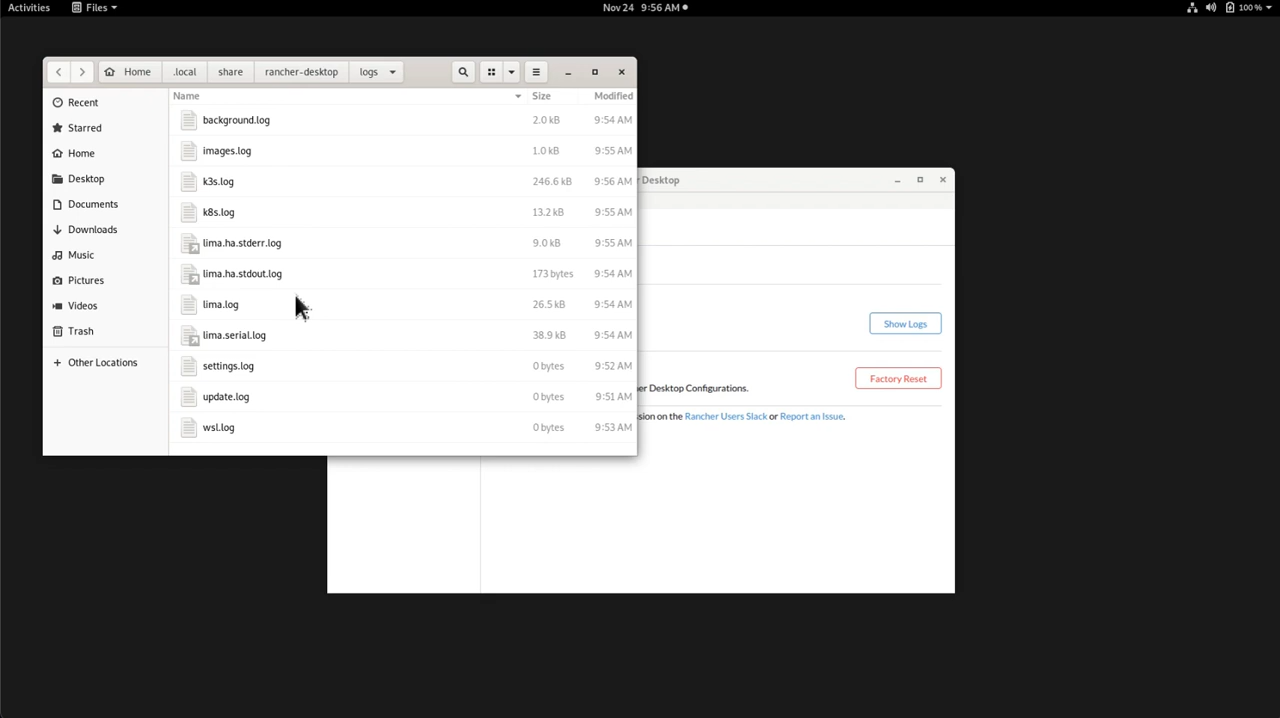 Activities Files Nov 24 9:56 AM 100 %
Home .local share rancher-desktop logs
Recent
Starred
Home
Desktop
Documents
Downloads
Music
Pictures
Videos
Trash
Other Locations
Name Size Modified
background.log 2.0 kB 9:54 AM
images.log 1.0 kB 9:55 AM
k3s.log 246.6 kB 9:56 AM
k8s.log 13.2 kB 9:55 AM
lima.ha.stderr.log 9.0 kB 9:55 AM
lima.ha.stdout.log 173 bytes 9:54 AM
lima.log 26.5 kB 9:54 AM
lima.serial.log 38.9 kB 9:54 AM
settings.log 0 bytes 9:52 AM
update.log 0 bytes 9:51 AM
wsl.log 0 bytes 9:53 AM
Desktop
Show Logs
Factory Reset
er Desktop Configurations.
sion on the Rancher Users Slack or Report an Issue.